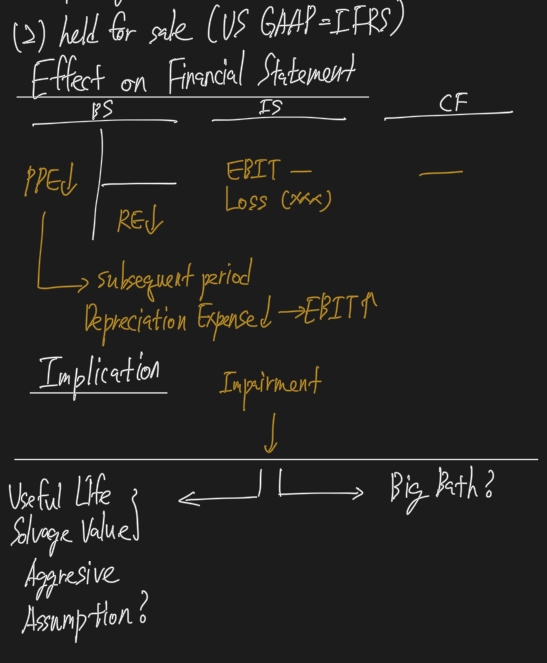 (2) held for sale (US GAAP=IFRS)
Effect on Financial Statement
BS IS CF
PPE↓ EBIT — —
Loss (xxx)
RE↓
→ subsequent period
Depreciation Expense↓ → EBIT↑
Implication
Impairment
↓
Useful Life ← → Big Bath?
Solvage Value
Aggresive
Assumption?